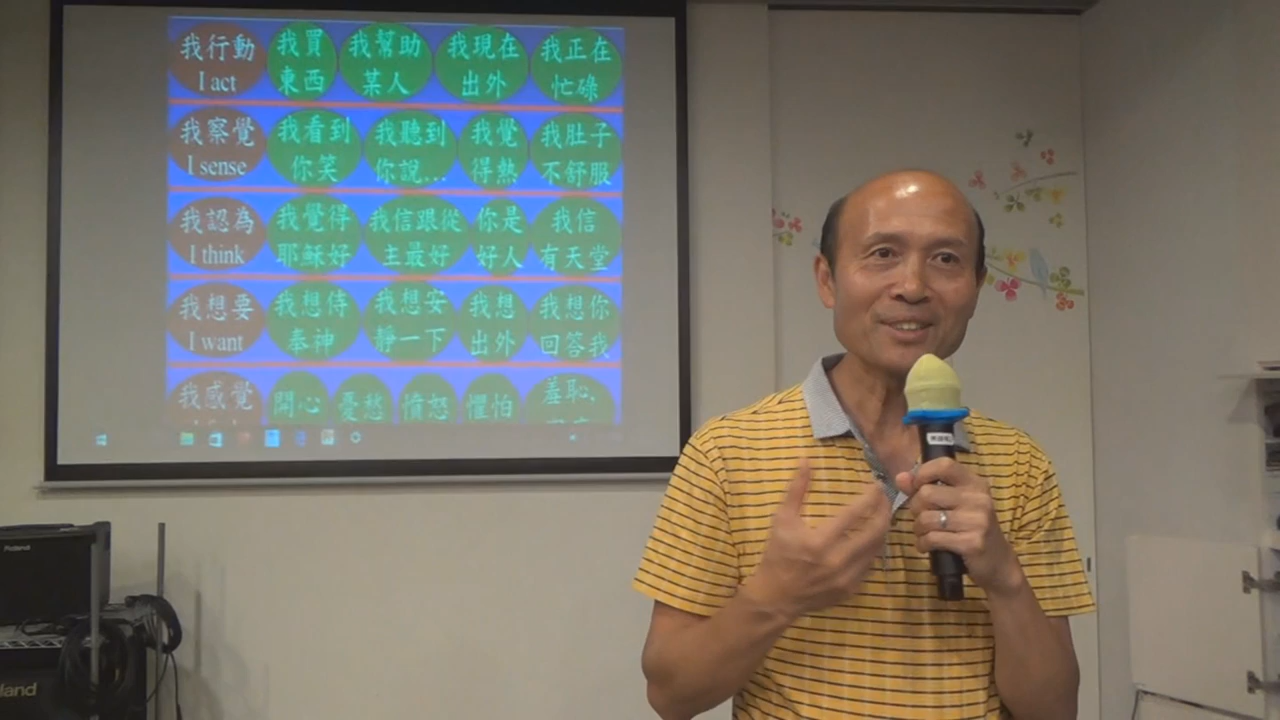 我行動
I act
我買
東西
我幫助
某人
我現在
出外
我正在
忙碌
我察覺
I sense
我看到
你笑
我聽到
你說...
我覺
得熱
我肚子
不舒服
我認為
I think
我覺得
耶穌好
我信跟從
主最好
你是
好人
我信
有天堂
我想要
I want
我想侍
奉神
我想安
靜一下
我想
出外
我想你
回答我
我感覺
開心
憂愁
憤怒
懼怕
羞恥、
Roland
land